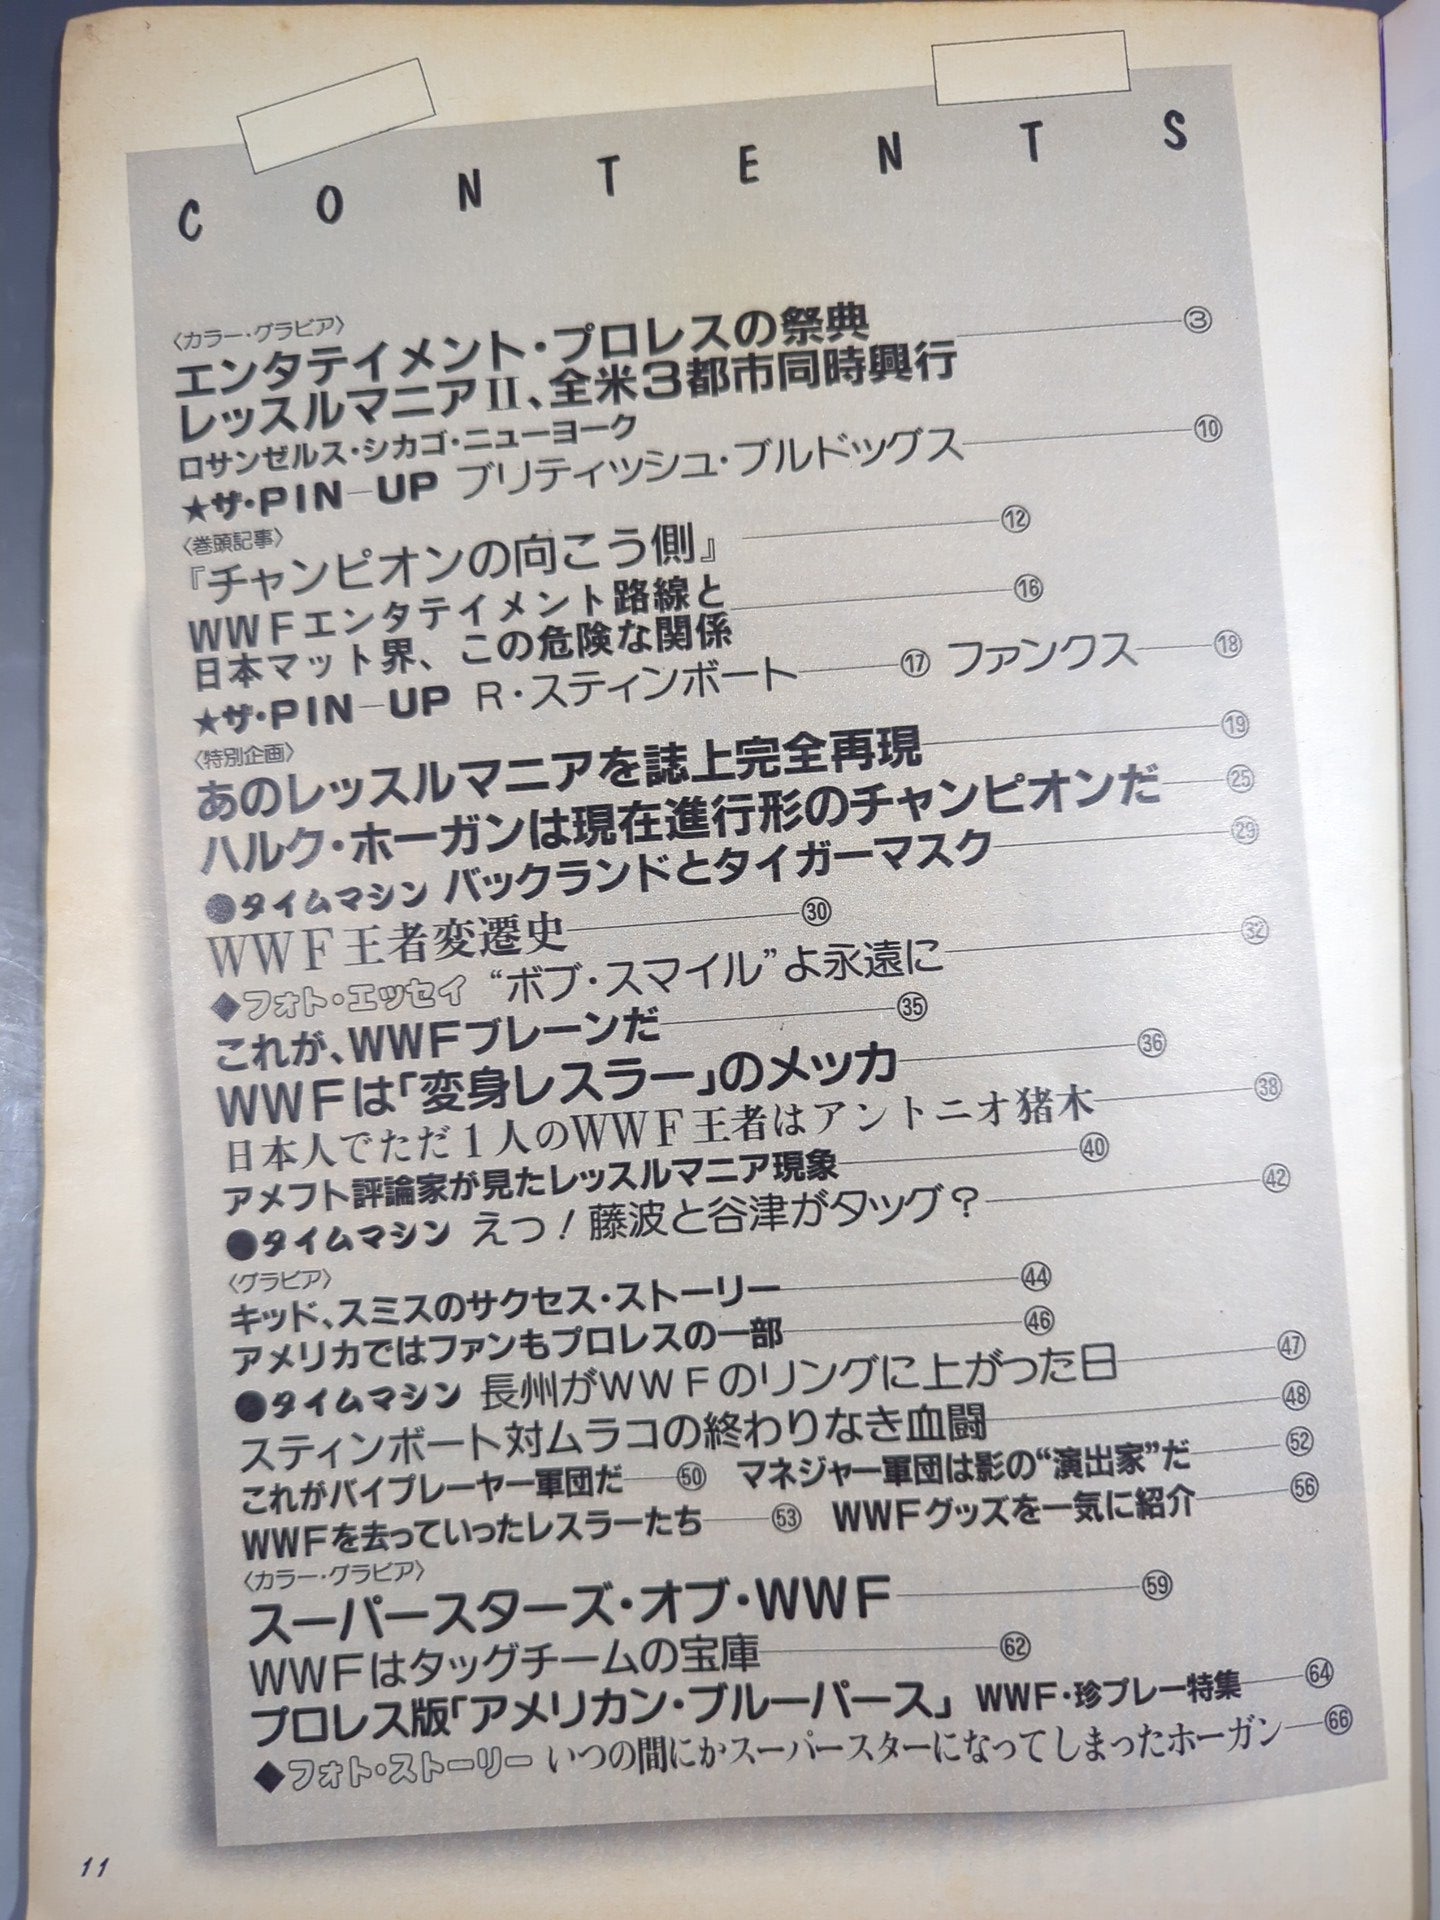 CONTENTS
〈カラー・グラビア〉
エンタテイメント・プロレスの祭典 ③
レッスルマニアⅡ、全米3都市同時興行
ロサンゼルス・シカゴ・ニューヨーク
★ザ・PIN−UP ブリティッシュ・ブルドッグス ⑩
〈巻頭記事〉
『チャンピオンの向こう側』 ⑫
WWFエンタテイメント路線と ⑯
日本マット界、この危険な関係
★ザ・PIN−UP R・スティンボート ⑰ ファンクス ⑱
〈特別企画〉
あのレッスルマニアを誌上完全再現 ⑲
ハルク・ホーガンは現在進行形のチャンピオンだ ㉕
●タイムマシン バックランドとタイガーマスク ㉙
WWF王者変遷史 ㉚
◆フォト・エッセイ “ボブ・スマイル”よ永遠に ㉜
これが、WWFブレーンだ ㉟
WWFは「変身レスラー」のメッカ ㊱
日本人でただ1人のWWF王者はアントニオ猪木 ㊳
アメフト評論家が見たレッスルマニア現象 ㊵
●タイムマシン えっ！藤波と谷津がタッグ？ ㊷
〈グラビア〉
キッド、スミスのサクセス・ストーリー ㊹
アメリカではファンもプロレスの一部 ㊻
●タイムマシン 長州がWWFのリングに上がった日 ㊼
スティンボート対ムラコの終わりなき血闘 ㊽
これがバイプレーヤー軍団だ ㊿ マネジャー軍団は影の“演出家”だ 52
WWFを去っていったレスラーたち 53 WWFグッズを一気に紹介 56
〈カラー・グラビア〉
スーパースターズ・オブ・WWF 59
WWFはタッグチームの宝庫 62
プロレス版「アメリカン・ブルーパース」 WWF・珍プレー特集 64
◆フォト・ストーリー いつの間にかスーパースターになってしまったホーガン 66
11